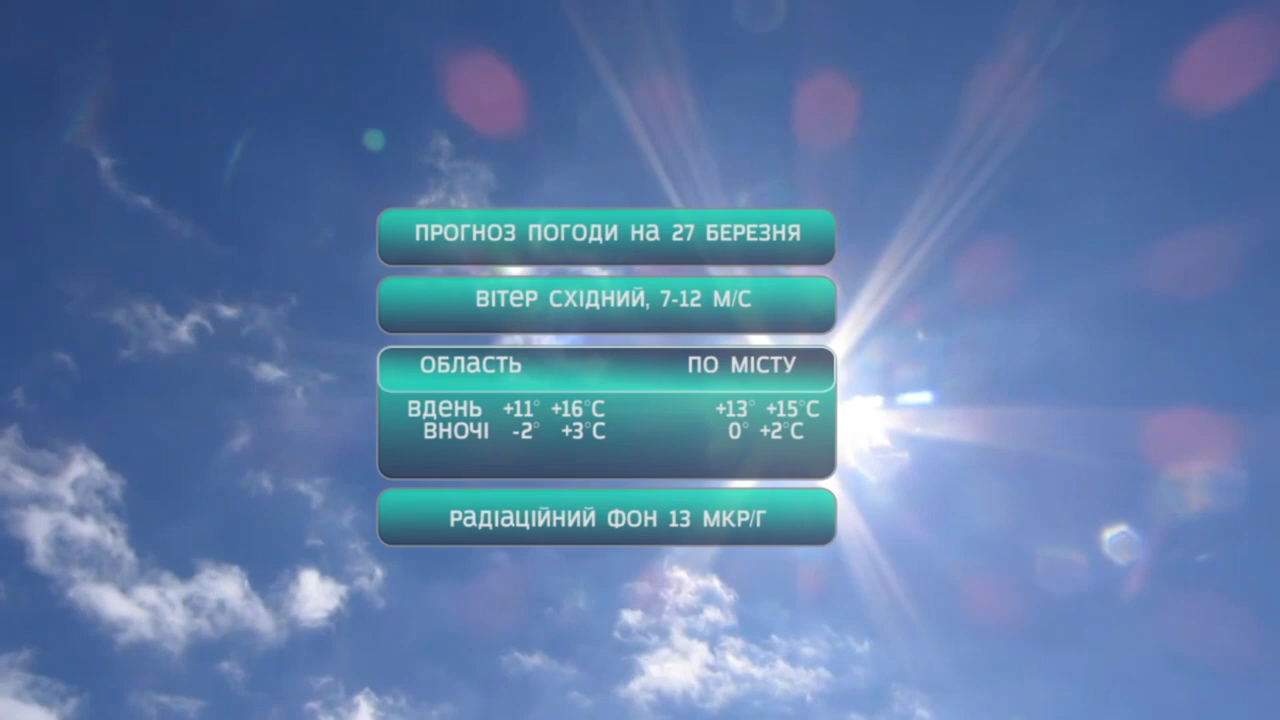 ПРОГНОЗ ПОГОДИ НА 27 БЕРЕЗНЯ
ВІТЕР СХІДНИЙ, 7-12 М/С
ОБЛАСТЬ ПО МІСТУ
ВДЕНЬ +11° +16°С +13° +15°С
ВНОЧІ -2° +3°С 0° +2°С
РАДІАЦІЙНИЙ ФОН 13 МКР/Г